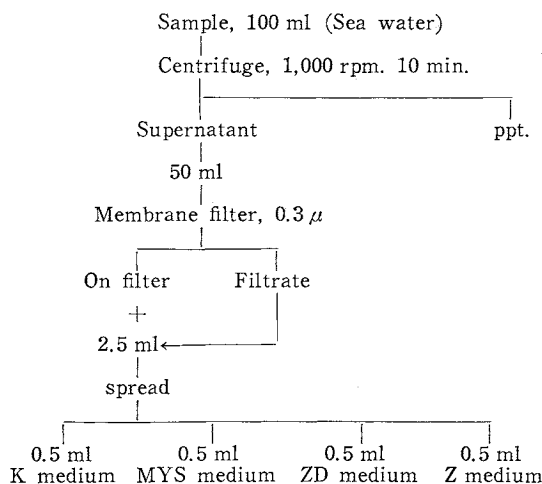 Sample, 100 ml (Sea water)
Centrifuge, 1,000 rpm. 10 min.
Supernatant ppt.
50 ml
Membrane filter, 0.3 μ
On filter Filtrate
+
2.5 ml
spread
0.5 ml 0.5 ml 0.5 ml 0.5 ml
K medium MYS medium ZD medium Z medium